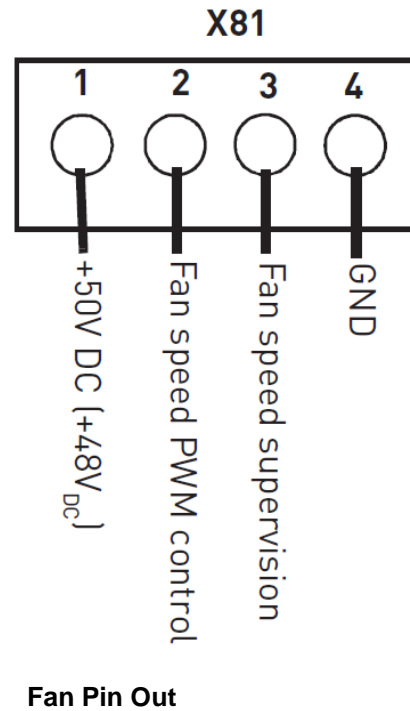 X81
1 2 3 4
+50V DC (+48VDC)
Fan speed PWM control
Fan speed supervision
GND
Fan Pin Out